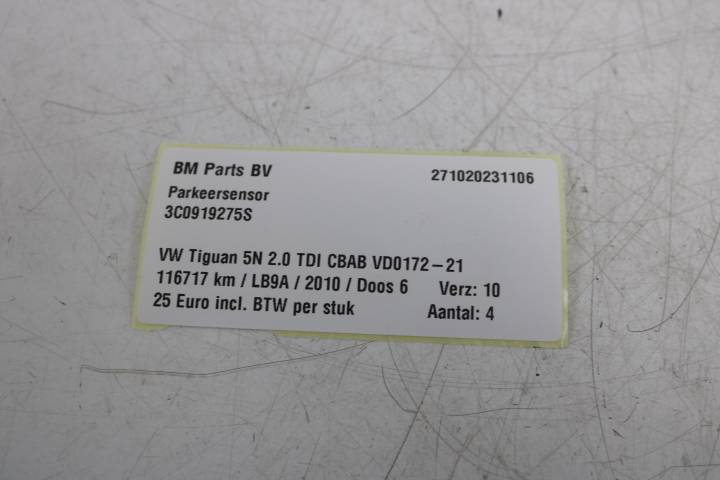 BM Parts BV 271020231106
Parkeersensor
3C0919275S
VW Tiguan 5N 2.0 TDI CBAB VD0172-21
116717 km / LB9A / 2010 / Doos 6 Verz: 10
25 Euro incl. BTW per stuk Aantal: 4